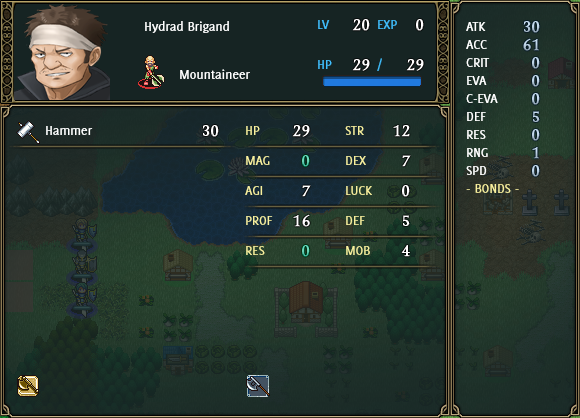 Hydrad Brigand LV 20 EXP 0
Mountaineer HP 29 / 29
Hammer 30
HP 29 STR 12
MAG 0 DEX 7
AGI 7 LUCK 0
PROF 16 DEF 5
RES 0 MOB 4
ATK 30
ACC 61
CRIT 0
EVA 0
C-EVA 0
DEF 5
RES 0
RNG 1
SPD 0
- BONDS -